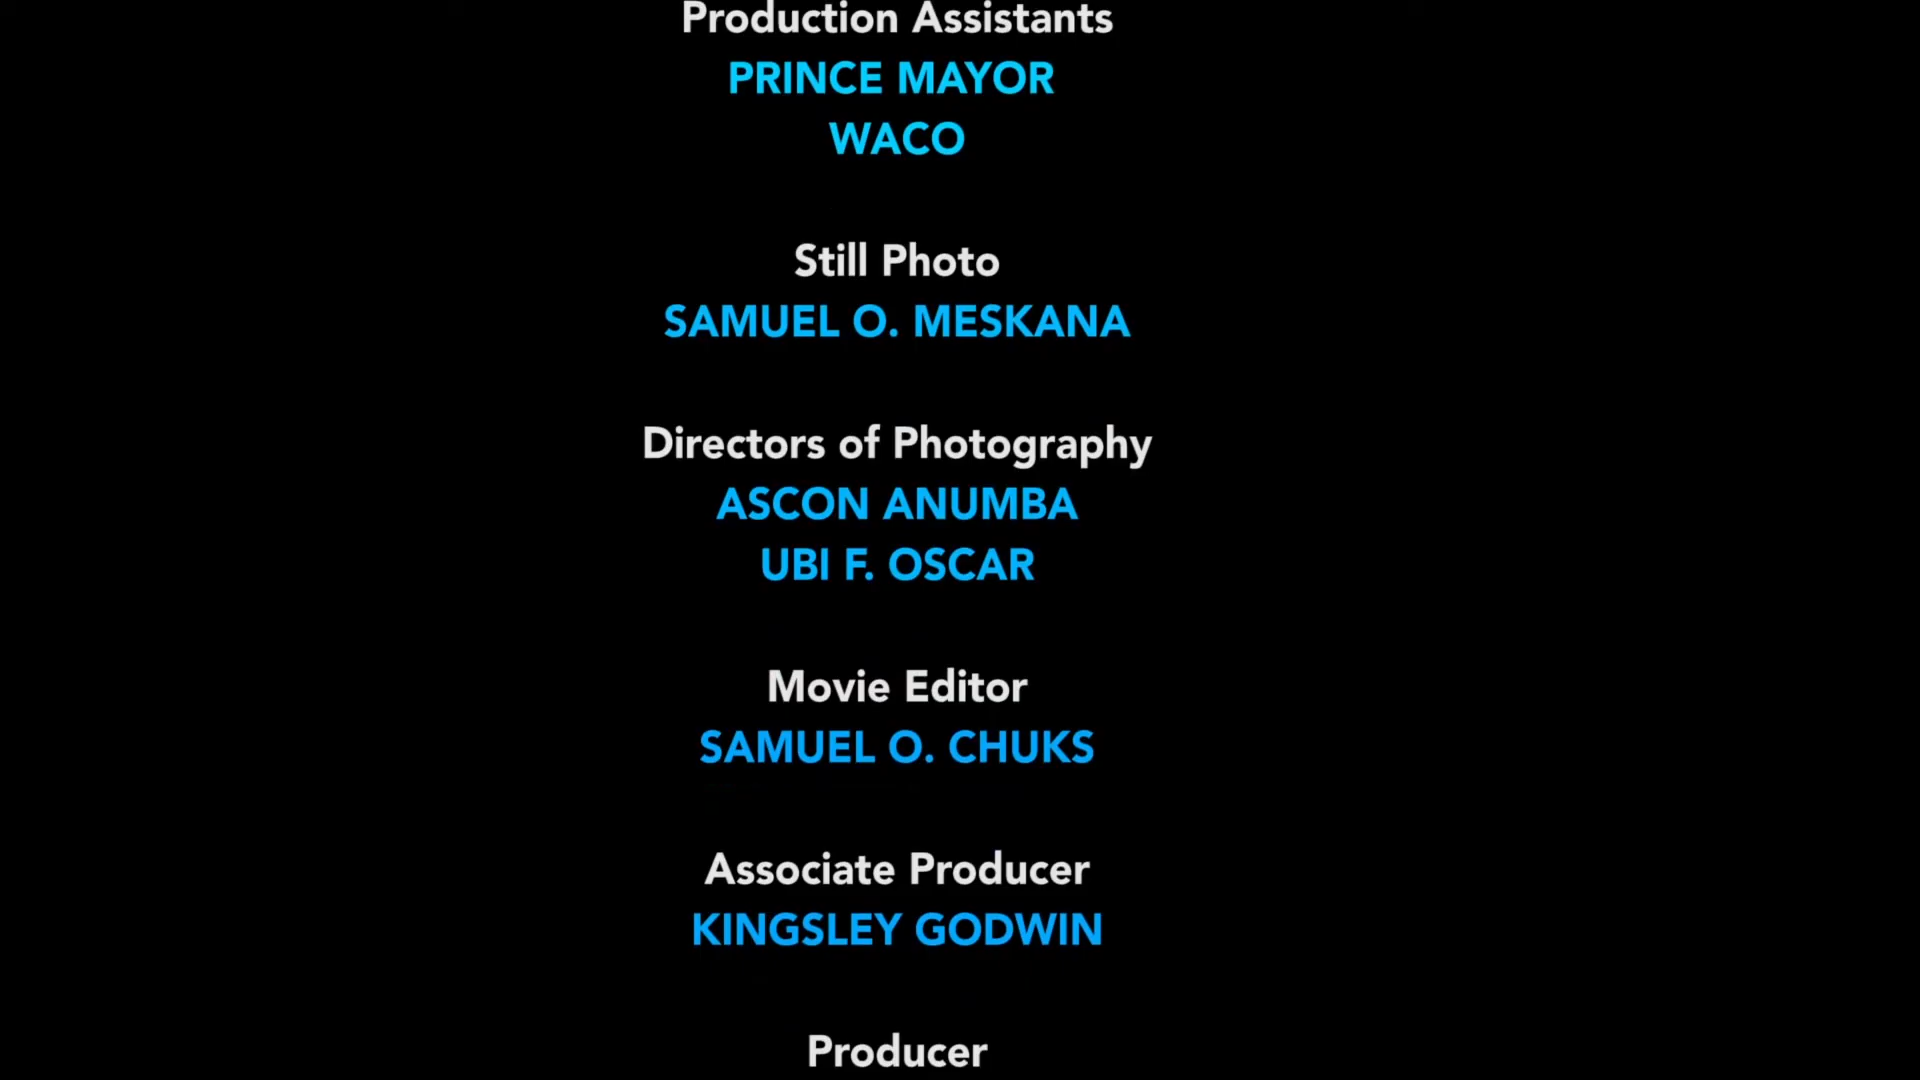 Production Assistants
PRINCE MAYOR
WACO
Still Photo
SAMUEL O. MESKANA
Directors of Photography
ASCON ANUMBA
UBI F. OSCAR
Movie Editor
SAMUEL O. CHUKS
Associate Producer
KINGSLEY GODWIN
Producer